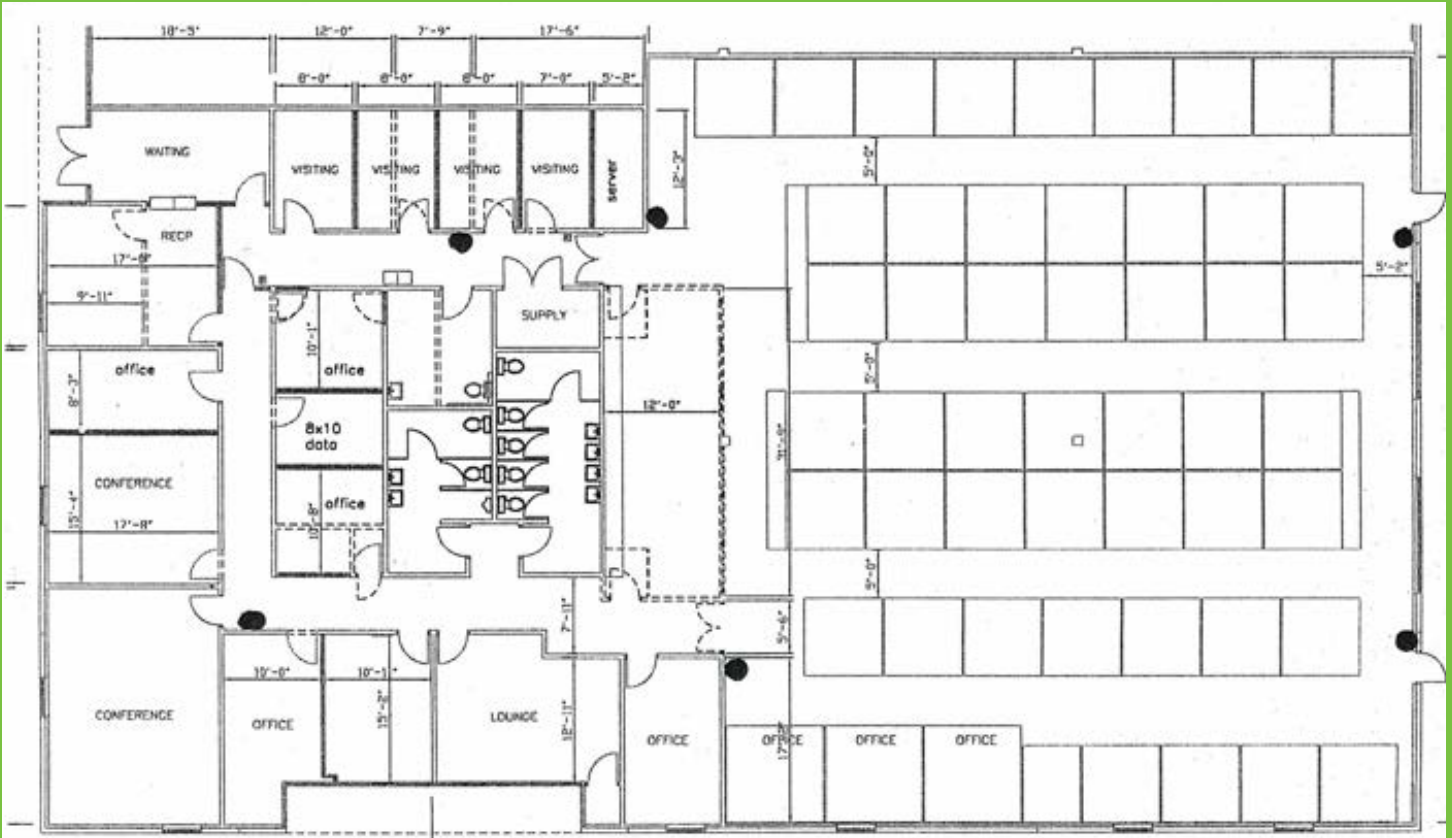 18'-5" 12'-0" 7'-9" 17'-6"
8'-0" 8'-0" 8'-0" 7'-0" 5'-2"
WAITING
VISITING VISITING VISITING VISITING server
12'-3"
5'-0"
RECP
17'-8"
9'-11"
5'-2"
SUPPLY
10'-1"
office
office
8'-3"
5'-0"
12'-0"
8x10
data
CONFERENCE
15'-4"
17'-8"
office
10'-8"
5'-0"
7'-11"
5'-6"
10'-0"
15'-2"
CONFERENCE
OFFICE
LOUNGE
12'-11"
OFFICE
OFFICE OFFICE OFFICE